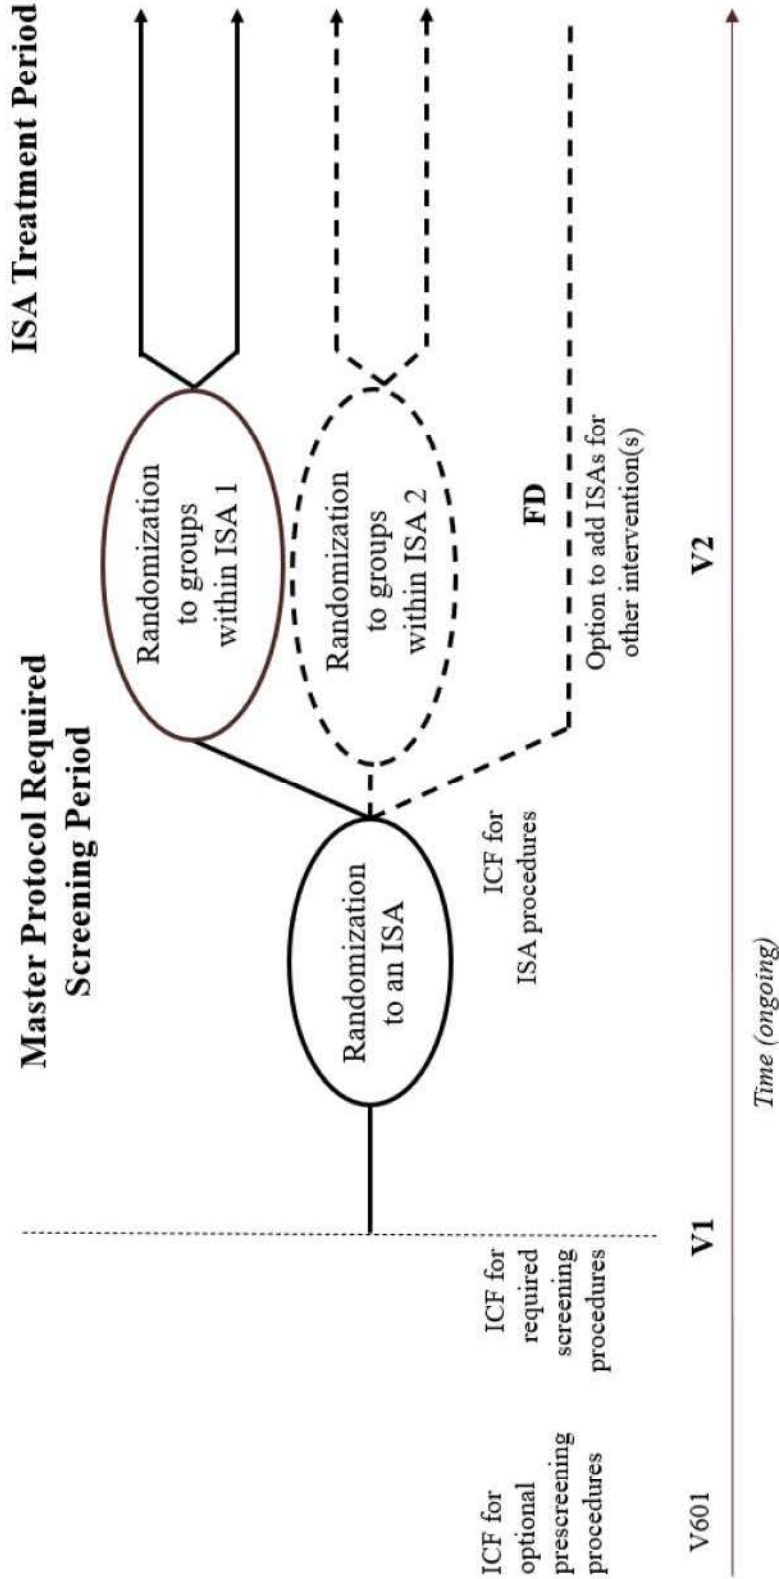 Master Protocol Required
Screening Period
ISA Treatment Period
Randomization
to an ISA
Randomization
to groups
within ISA 1
Randomization
to groups
within ISA 2
FD
Option to add ISAs for
other intervention(s)
ICF for
optional
prescreening
procedures
ICF for
required
screening
procedures
ICF for
ISA procedures
V601
V1
V2
Time (ongoing)